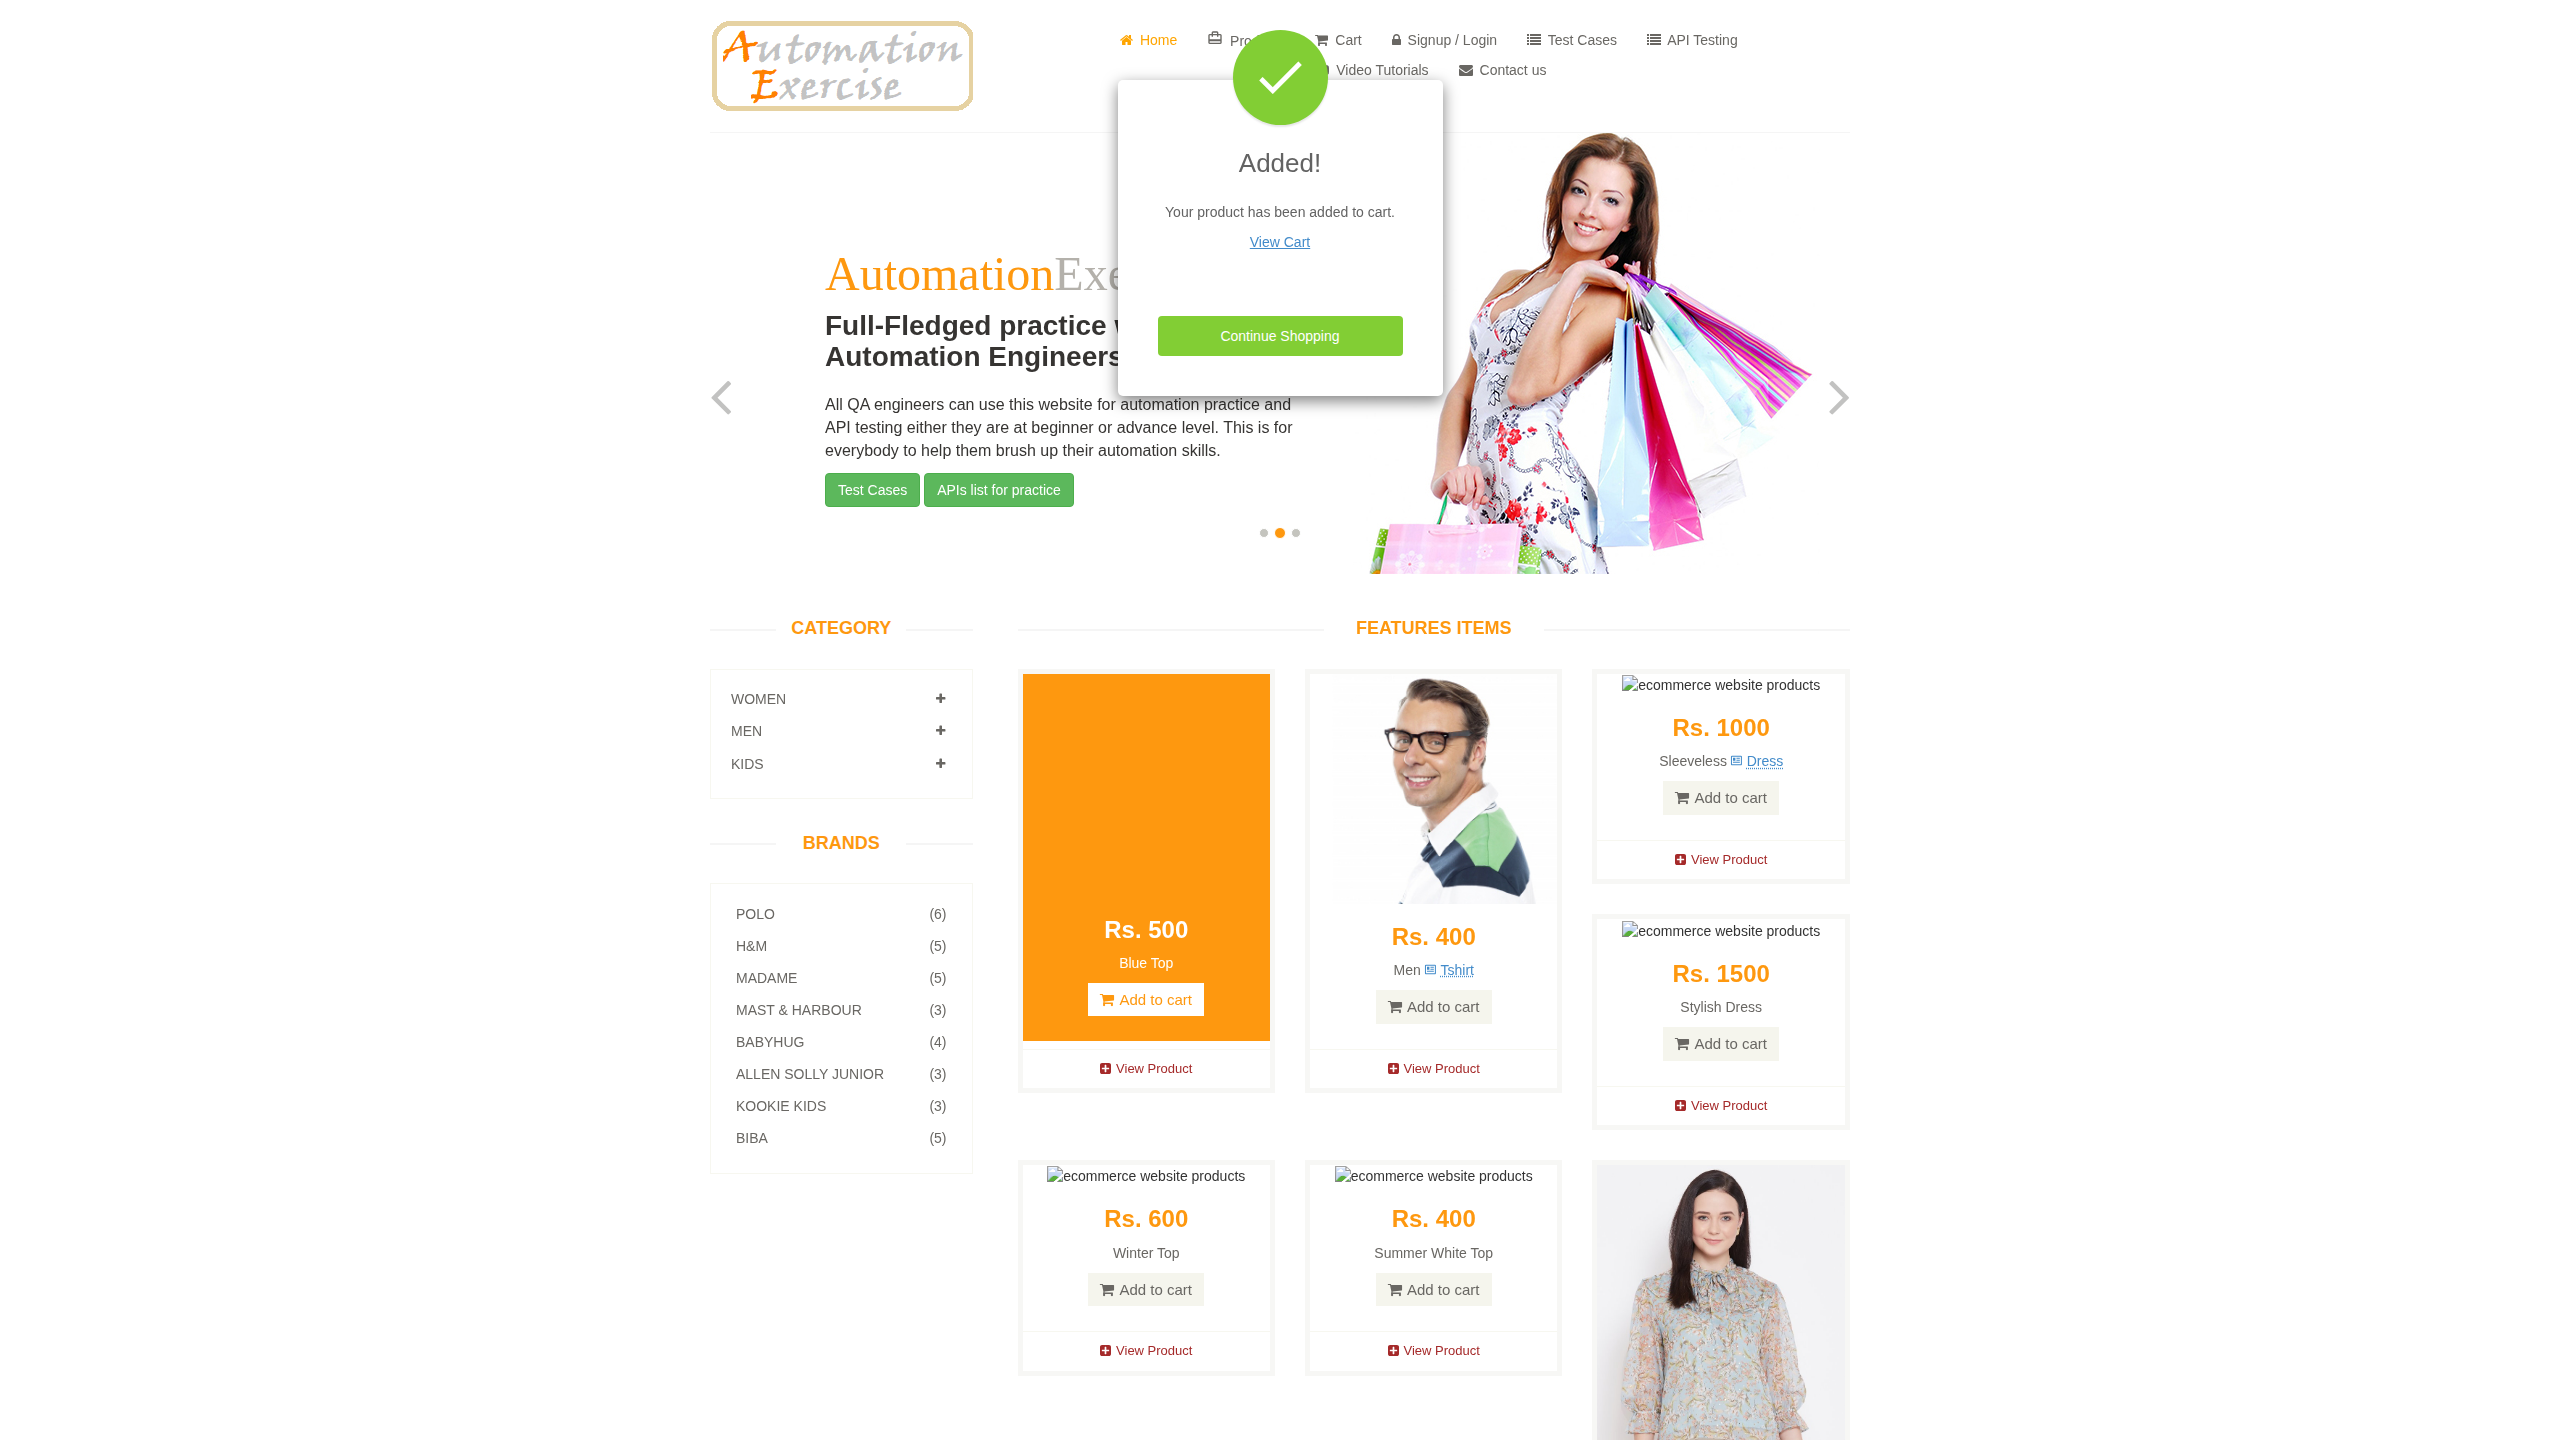 Automation
Exercise
Home
Cart
Signup / Login
Test Cases
API Testing
Video Tutorials
Contact us
Added!
Your product has been added to cart.
View Cart
Continue Shopping
Automation
Full-Fledged practice
Automation Engineers
All QA engineers can use this website for automation practice and
API testing either they are at beginner or advance level. This is for
everybody to help them brush up their automation skills.
Test Cases
APIs list for practice
CATEGORY
WOMEN
MEN
KIDS
BRANDS
POLO (6)
H&M (5)
MADAME (5)
MAST & HARBOUR (3)
BABYHUG (4)
ALLEN SOLLY JUNIOR (3)
KOOKIE KIDS (3)
BIBA (5)
FEATURES ITEMS
Rs. 500
Blue Top
Add to cart
View Product
Rs. 400
Men Tshirt
Add to cart
View Product
ecommerce website products
Rs. 1000
Sleeveless Dress
Add to cart
View Product
ecommerce website products
Rs. 1500
Stylish Dress
Add to cart
View Product
ecommerce website products
Rs. 600
Winter Top
Add to cart
View Product
ecommerce website products
Rs. 400
Summer White Top
Add to cart
View Product